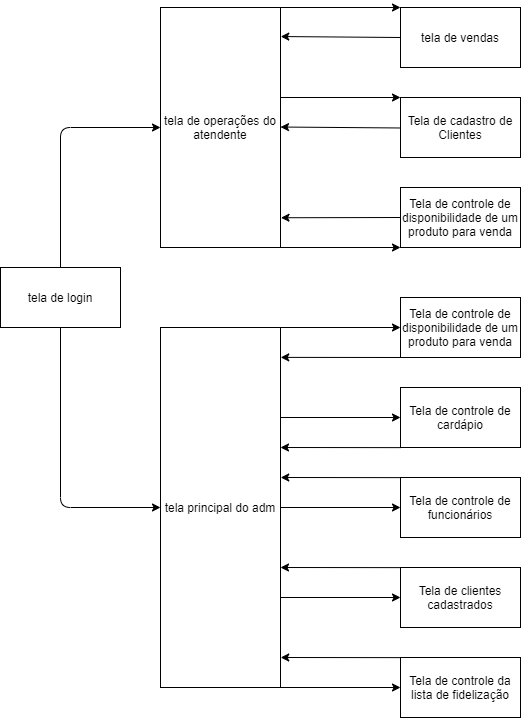 tela de vendas
tela de operações do
atendente
Tela de cadastro de
Clientes
Tela de controle de
disponibilidade de um
produto para venda
tela de login
Tela de controle de
disponibilidade de um
produto para venda
Tela de controle de
cardápio
tela principal do adm
Tela de controle de
funcionários
Tela de clientes
cadastrados
Tela de controle da
lista de fidelização